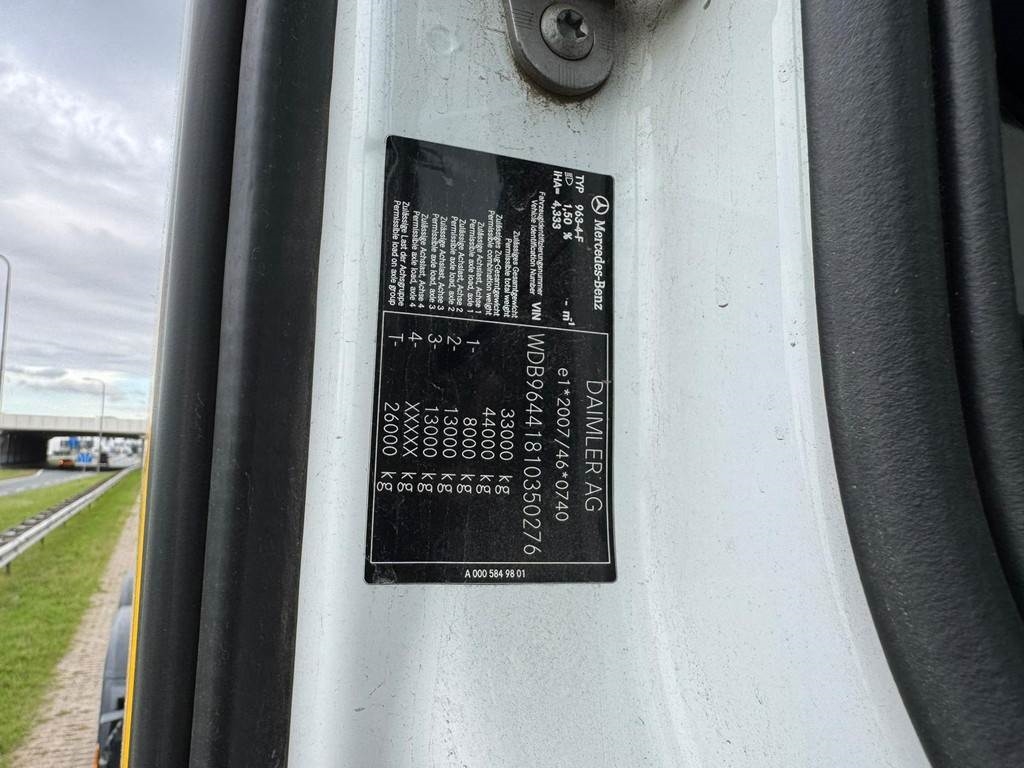 Mercedes-Benz
TYP 963-4-F
1,50 % - m-1
IHA= 4,333
DAIMLER AG
e1*2007/46*0740
Fahrzeugidentifizierungsnummer
Vehicle Identification Number VIN WDB96441810350276
Zulässiges Gesamtgewicht
Permissible total weight 33000 kg
Zulässiges Zug-Gesamtgewicht
Permissible combination weight 44000 kg
Zulässige Achslast, Achse 1
Permissible axle load, axle 1 1- 8000 kg
Zulässige Achslast, Achse 2
Permissible axle load, axle 2 2- 13000 kg
Zulässige Achslast, Achse 3
Permissible axle load, axle 3 3- 13000 kg
Zulässige Achslast, Achse 4
Permissible axle load, axle 4 4- XXXXX kg
Zulässige Last der Achsgruppe
Permissible load on axle group T- 26000 kg
A 000 584 98 01